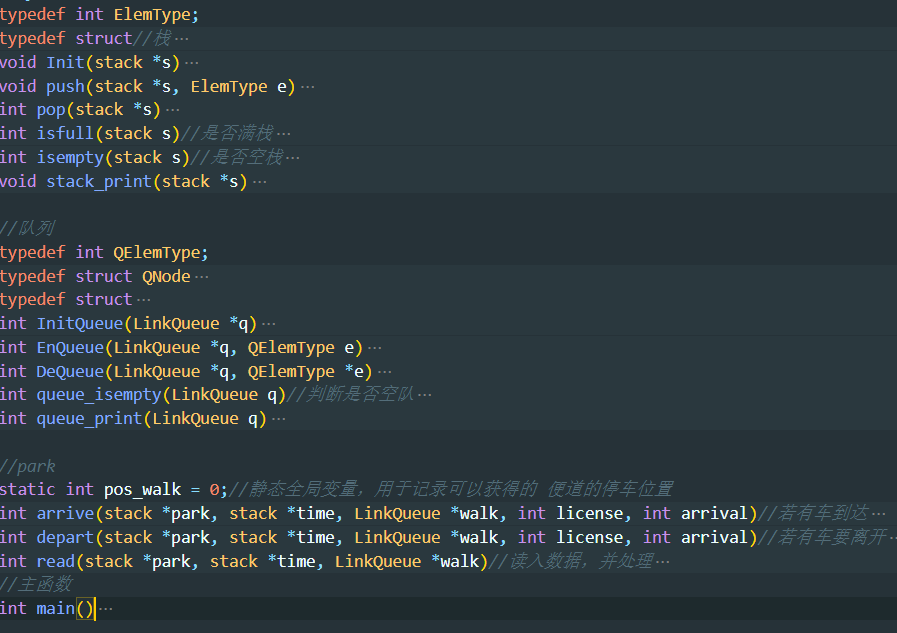 typedef int ElemType;
typedef struct//栈···
void Init(stack *s)···
void push(stack *s, ElemType e)···
int pop(stack *s)···
int isfull(stack s)//是否满栈···
int isempty(stack s)//是否空栈···
void stack_print(stack *s)···
//队列
typedef int QElemType;
typedef struct QNode···
typedef struct···
int InitQueue(LinkQueue *q)···
int EnQueue(LinkQueue *q, QElemType e)···
int DeQueue(LinkQueue *q, QElemType *e)···
int queue_isempty(LinkQueue q)//判断是否空队···
int queue_print(LinkQueue q)···
//park
static int pos_walk = 0;//静态全局变量，用于记录可以获得的 便道的停车位置
int arrive(stack *park, stack *time, LinkQueue *walk, int license, int arrival)//若有车到达···
int depart(stack *park, stack *time, LinkQueue *walk, int license, int arrival)//若有车要离开··
int read(stack *park, stack *time, LinkQueue *walk)//读入数据，并处理···
//主函数
int main()···